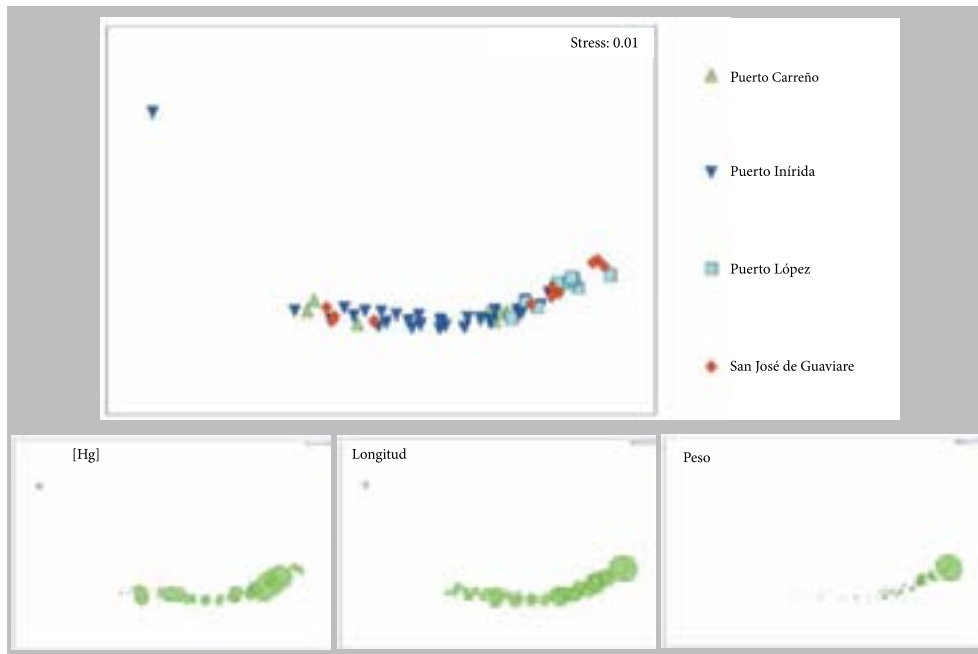 Stress: 0.01
Puerto Carreño
Puerto Inírida
Puerto López
San José de Guaviare
[Hg]
Longitud
Peso